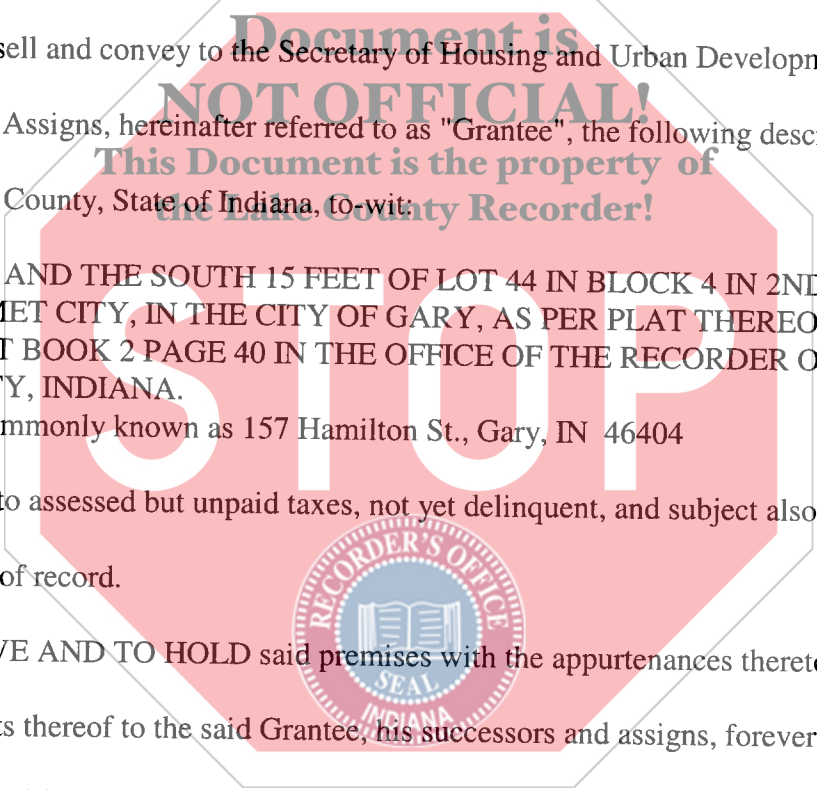 Document is
sell and convey to the Secretary of Housing and Urban Developm
NOT OFFICIAL!
Assigns, hereinafter referred to as "Grantee", the following descr
This Document is the property of
County, State of Indiana, to-wit:
the Lake County Recorder!
AND THE SOUTH 15 FEET OF LOT 44 IN BLOCK 4 IN 2ND
MET CITY, IN THE CITY OF GARY, AS PER PLAT THEREO
T BOOK 2 PAGE 40 IN THE OFFICE OF THE RECORDER O
TY, INDIANA.
mmonly known as 157 Hamilton St., Gary, IN 46404
STOP
to assessed but unpaid taxes, not yet delinquent, and subject also
of record.
RECORDER'S OFFICE
VE AND TO HOLD said premises with the appurtenances theret
SEAL
INDIANA
ts thereof to the said Grantee, his successors and assigns, forever